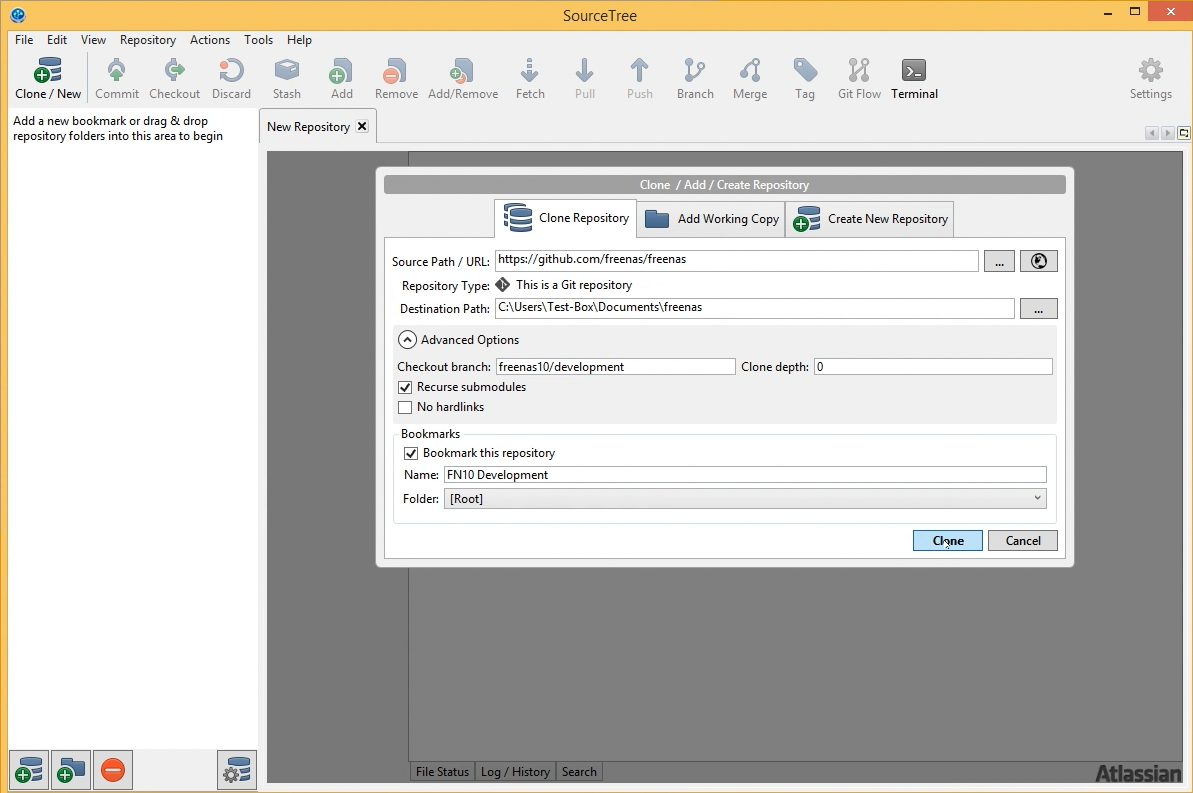 SourceTree
File Edit View Repository Actions Tools Help
Clone / New Commit Checkout Discard Stash Add Remove Add/Remove Fetch Pull Push Branch Merge Tag Git Flow Terminal Settings
Add a new bookmark or drag & drop
repository folders into this area to begin
New Repository
Clone / Add / Create Repository
Clone Repository Add Working Copy Create New Repository
Source Path / URL: https://github.com/freenas/freenas ...
Repository Type: This is a Git repository
Destination Path: C:\Users\Test-Box\Documents\freenas ...
Advanced Options
Checkout branch: freenas10/development Clone depth: 0
Recurse submodules
No hardlinks
Bookmarks
Bookmark this repository
Name: FN10 Development
Folder: [Root]
Clone Cancel
File Status Log / History Search
Atlassian